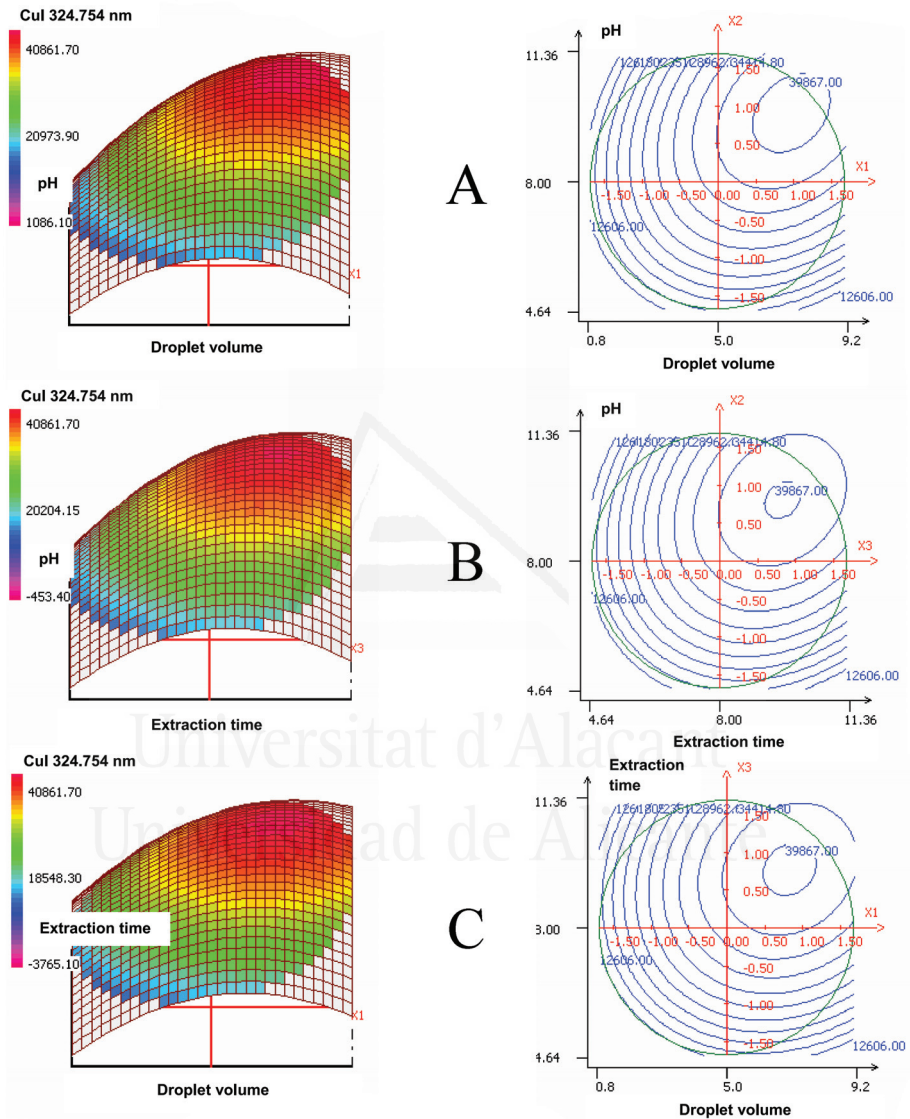 CuI 324.754 nm
40861.70
20973.90
pH
1086.10
X1
Droplet volume
A
pH
X2
11.36
39867.00
1.50
1.00
0.50
X1
8.00
-1.50 -1.00 -0.50 0.00 0.50 1.00 1.50
12606.00
-0.50
-1.00
-1.50
12606.00
4.64
0.8 5.0 9.2
Droplet volume
CuI 324.754 nm
40861.70
20204.15
pH
-453.40
X3
Extraction time
B
pH
X2
11.36
1.50
1.00
39867.00
0.50
X3
8.00
-1.50 -1.00 -0.50 0.00 0.50 1.00 1.50
12606.00
-0.50
-1.00
-1.50
12606.00
4.64
4.64 8.00 11.36
Extraction time
Universitat d'Alacant
Universidad de Alicante
CuI 324.754 nm
40861.70
18548.30
Extraction time
-3765.10
X1
Droplet volume
C
Extraction
time
X3
11.36
1.50
1.00
39867.00
0.50
X1
3.00
-1.50 -1.00 -0.50 0.00 0.50 1.00 1.50
12606.00
-0.50
-1.00
-1.50
12606.00
4.64
0.8 5.0 9.2
Droplet volume